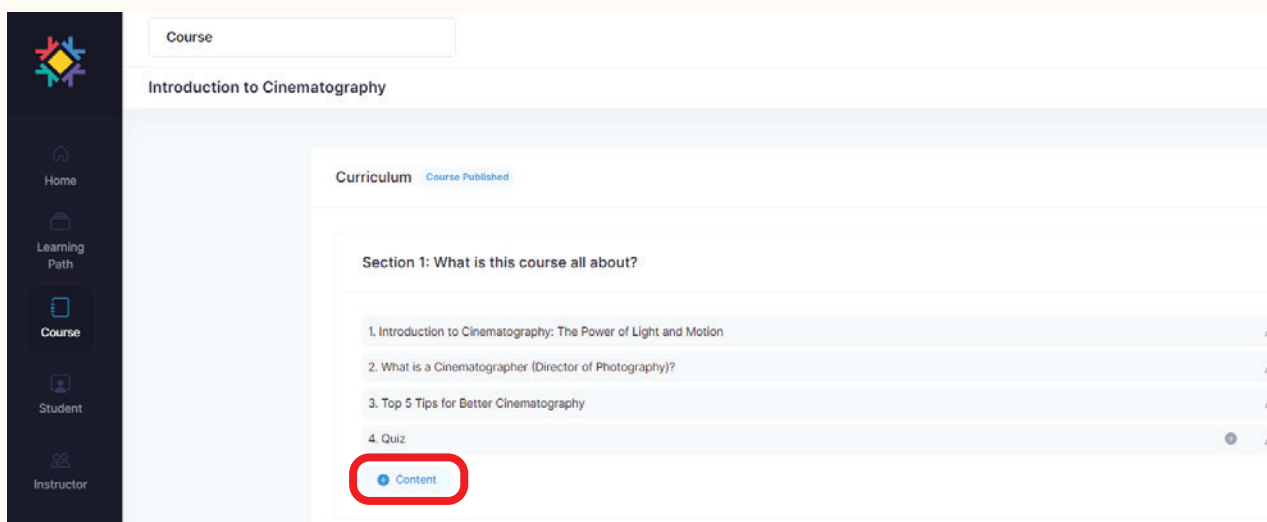 Course
Introduction to Cinematography
Home
Learning
Path
Course
Student
Instructor
Curriculum Course Published
Section 1: What is this course all about?
1. Introduction to Cinematography: The Power of Light and Motion
2. What is a Cinematographer (Director of Photography)?
3. Top 5 Tips for Better Cinematography
4. Quiz
Content